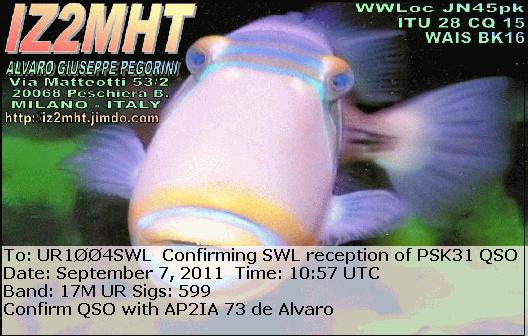 IZ2MHT
ALVARO GIUSEPPE PEGORINI
Via Matteotti 53/2
20068 Peschiera B.
MILANO - ITALY
http://iz2mht.jimdo.com
WWLoc JN45pk
ITU 28 CQ 15
WAIS BK16
To: UR1ØØ4SWL Confirming SWL reception of PSK31 QSO
Date: September 7, 2011 Time: 10:57 UTC
Band: 17M UR Sigs: 599
Confirm QSO with AP2IA 73 de Alvaro